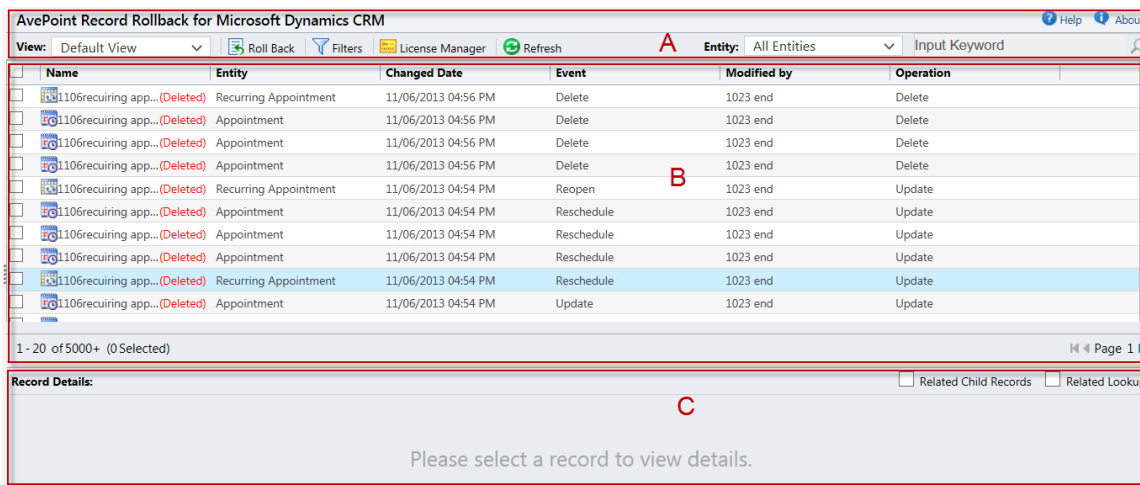 AvePoint Record Rollback for Microsoft Dynamics CRM Help Abou
View: Default View Roll Back Filters License Manager Refresh A Entity: All Entities Input Keyword
Name Entity Changed Date Event Modified by Operation
1106recuiring app...(Deleted) Recurring Appointment 11/06/2013 04:56 PM Delete 1023 end Delete
1106recuiring app...(Deleted) Appointment 11/06/2013 04:56 PM Delete 1023 end Delete
1106recuiring app...(Deleted) Appointment 11/06/2013 04:56 PM Delete 1023 end Delete
1106recuiring app...(Deleted) Appointment 11/06/2013 04:56 PM Delete 1023 end Delete
B
1106recuiring app...(Deleted) Recurring Appointment 11/06/2013 04:54 PM Reopen 1023 end Update
1106recuiring app...(Deleted) Appointment 11/06/2013 04:54 PM Reschedule 1023 end Update
1106recuiring app...(Deleted) Appointment 11/06/2013 04:54 PM Reschedule 1023 end Update
1106recuiring app...(Deleted) Appointment 11/06/2013 04:54 PM Reschedule 1023 end Update
1106recuiring app...(Deleted) Recurring Appointment 11/06/2013 04:54 PM Reschedule 1023 end Update
1106recuiring app...(Deleted) Appointment 11/06/2013 04:54 PM Update 1023 end Update
1 - 20 of 5000+ (0 Selected) Page 1
Record Details: Related Child Records Related Looku
C
Please select a record to view details.